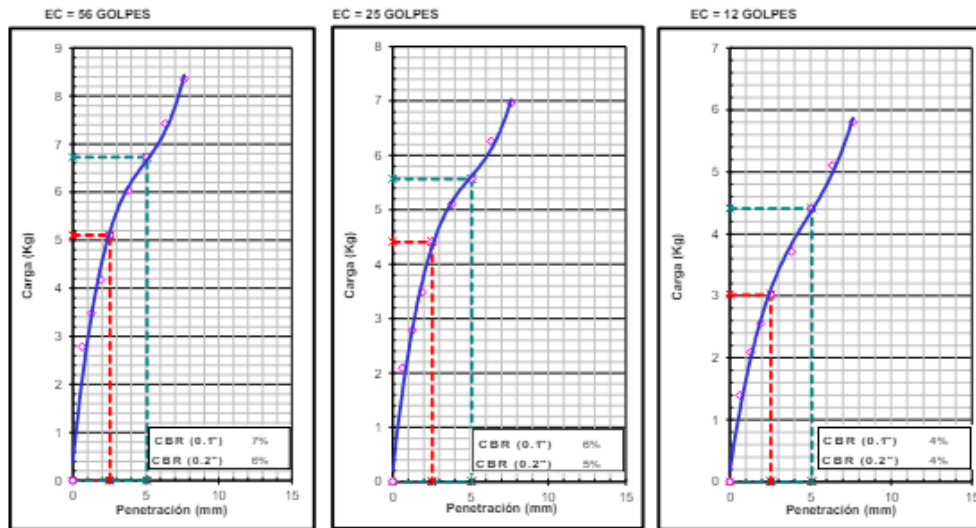 EC = 56 GOLPES
9
8
7
6
5
4
3
2
1
0
Carga (Kg)
CBR (0.1") 7%
CBR (0.2") 6%
0 5 10 15
Penetración (mm)
EC = 25 GOLPES
8
7
6
5
4
3
2
1
0
Carga (Kg)
CBR (0.1") 6%
CBR (0.2") 5%
0 5 10 15
Penetración (mm)
EC = 12 GOLPES
7
6
5
4
3
2
1
0
Carga (Kg)
CBR (0.1") 4%
CBR (0.2") 4%
0 5 10 15
Penetración (mm)